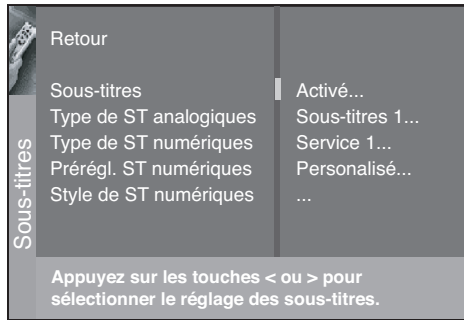 Retour
Sous-titres Activé...
Type de ST analogiques Sous-titres 1...
Type de ST numériques Service 1...
Prérégl. ST numériques Personalisé...
Style de ST numériques ...
Sous-titres
Appuyez sur les touches < ou > pour
sélectionner le réglage des sous-titres.